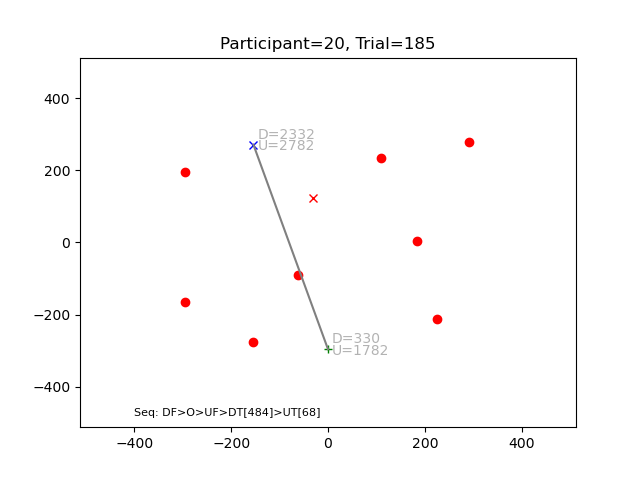 Participant=20, Trial=185
400
200
0
−200
−400
D=2332
U=2782
D=330
U=1782
Seq: DF>O>UF>DT[484]>UT[68]
−400 −200 0 200 400